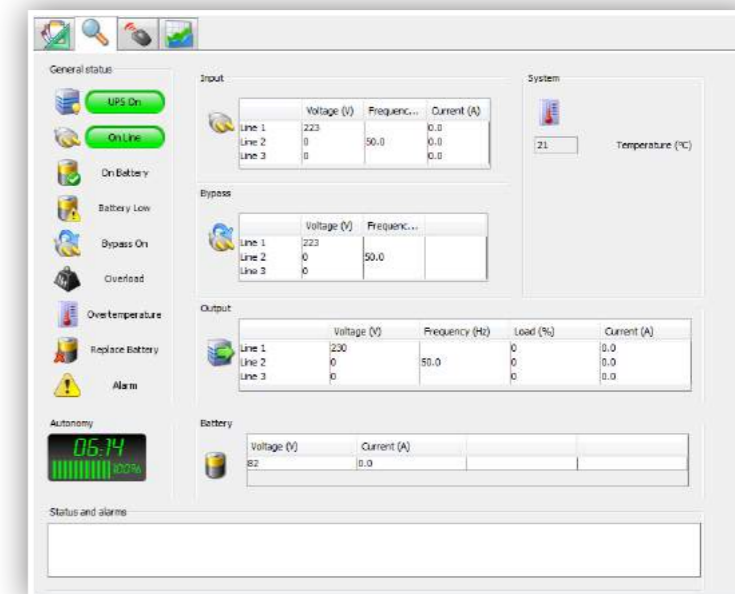 General status
UPS On
On Line
On Battery
Battery Low
Bypass On
Overload
Overtemperature
Replace Battery
Alarm
Autonomy
06:14
100%
Input
Voltage (V) Frequenc... Current (A)
Line 1 223 0.0
Line 2 0 50.0 0.0
Line 3 0 0.0
Bypass
Voltage (V) Frequenc...
Line 1 223
Line 2 0 50.0
Line 3 0
Output
Voltage (V) Frequency (Hz) Load (%) Current (A)
Line 1 230 0 0.0
Line 2 0 50.0 0 0.0
Line 3 0 0 0.0
Battery
Voltage (V) Current (A)
82 0.0
System
21 Temperature (ºC)
Status and alarms